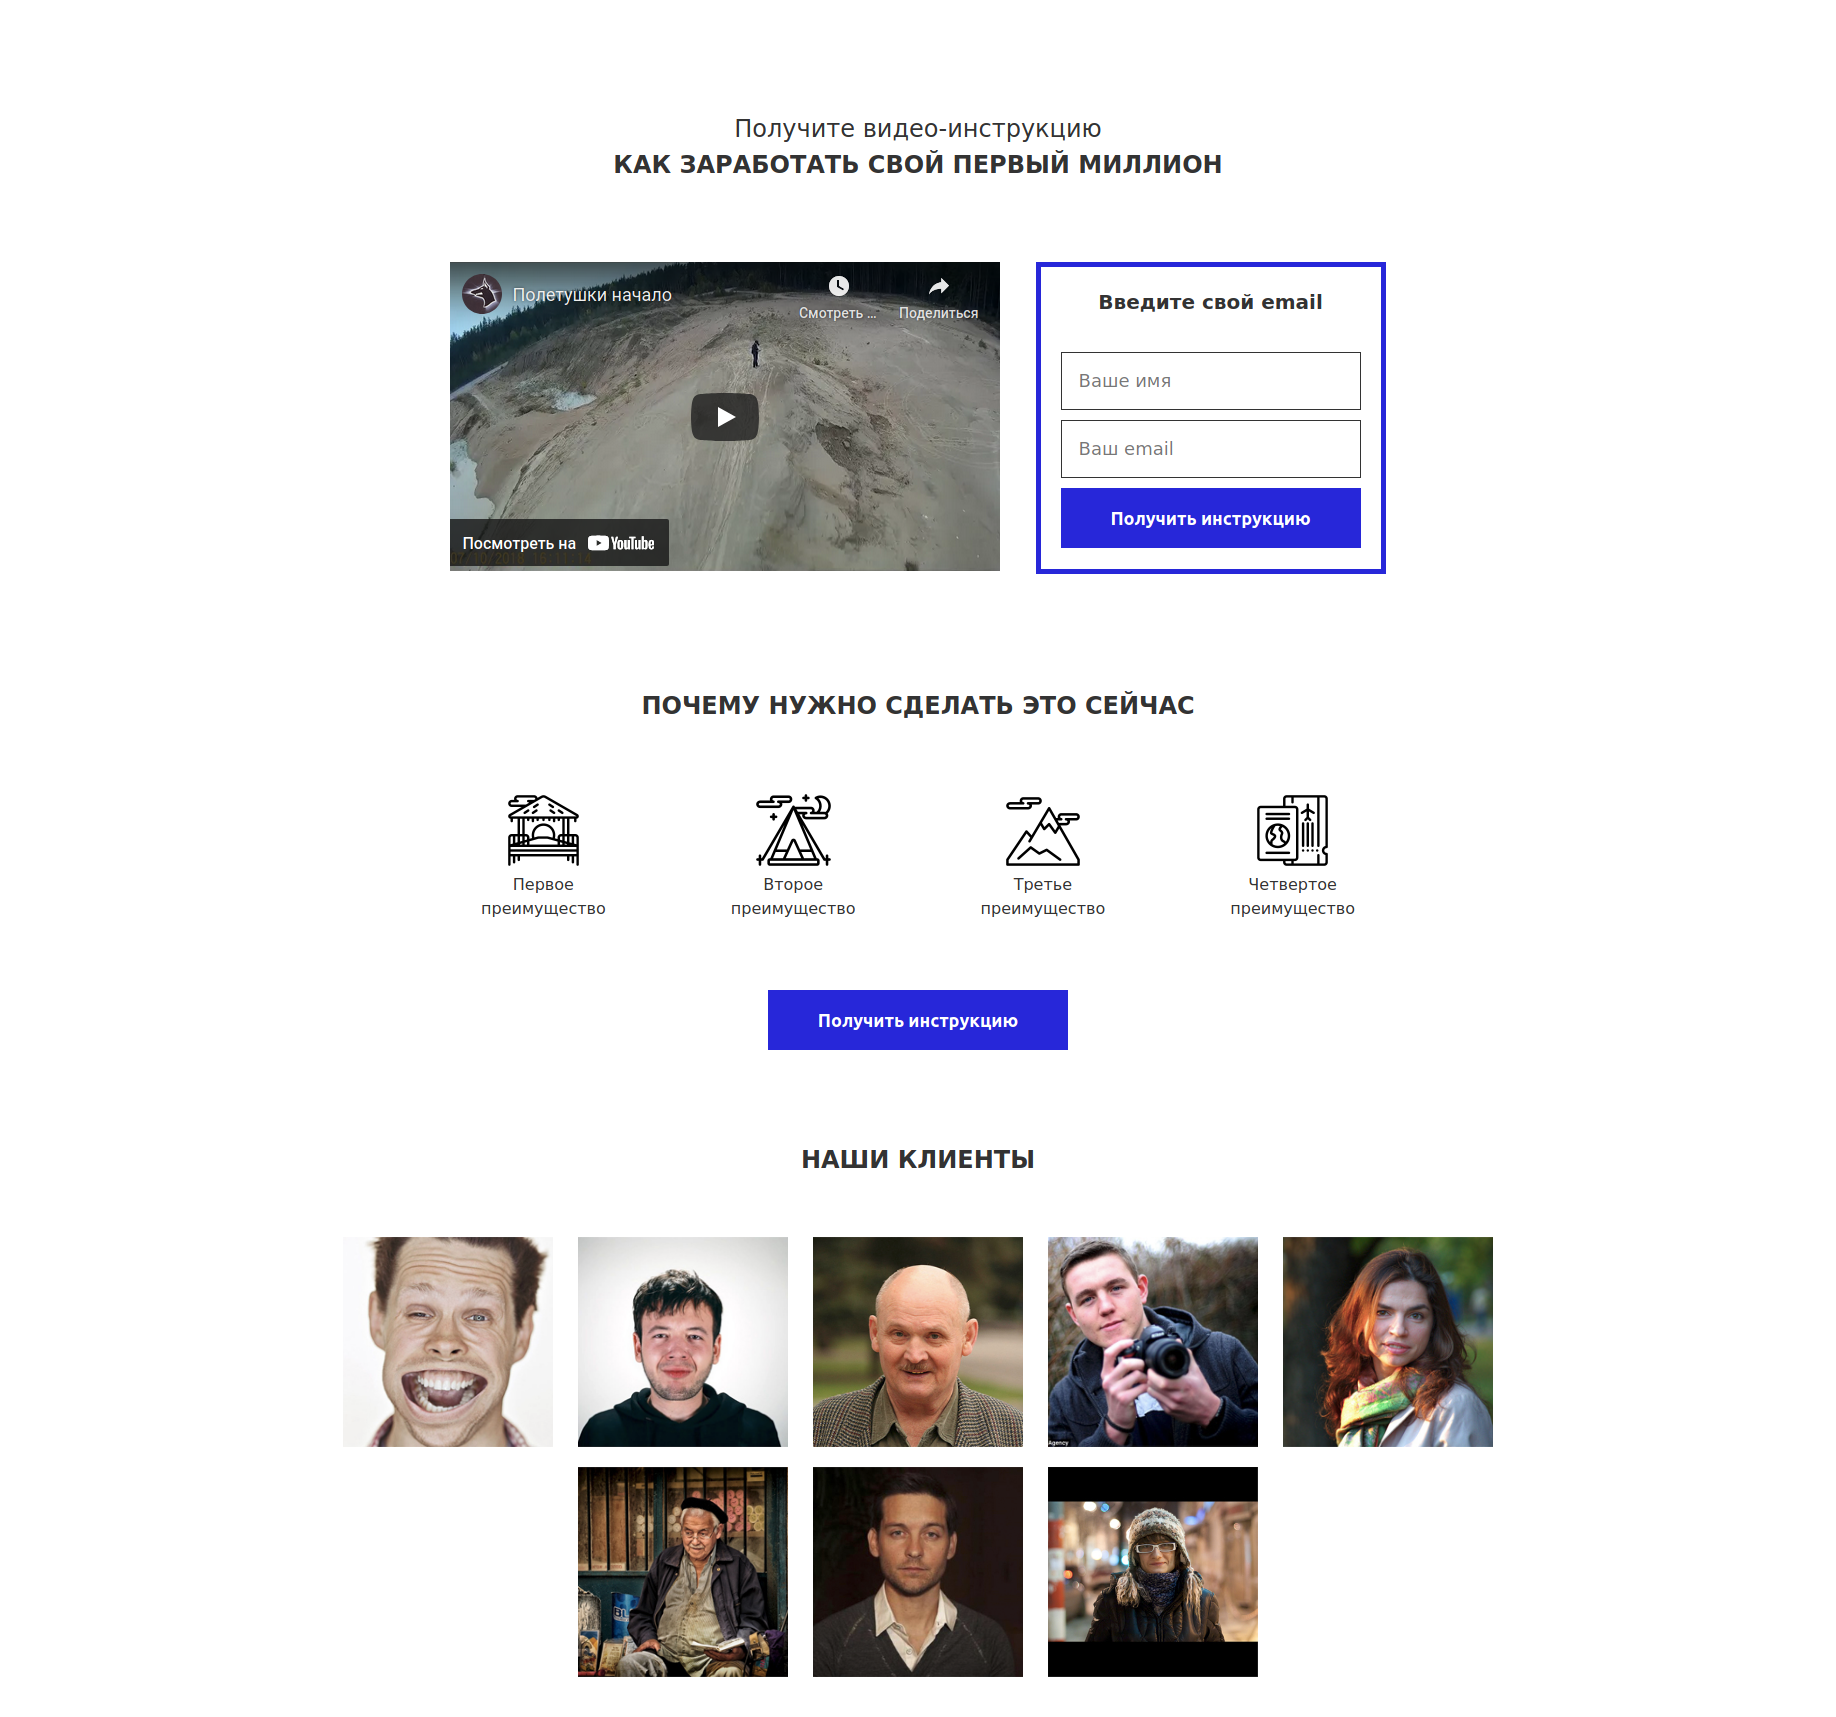 Получите видео-инструкцию
КАК ЗАРАБОТАТЬ СВОЙ ПЕРВЫЙ МИЛЛИОН
Полетушки начало
Смотреть ...
Поделиться
Посмотреть на YouTube
Введите свой email
Ваше имя
Ваш email
Получить инструкцию
ПОЧЕМУ НУЖНО СДЕЛАТЬ ЭТО СЕЙЧАС
Первое
преимущество
Второе
преимущество
Третье
преимущество
Четвертое
преимущество
Получить инструкцию
НАШИ КЛИЕНТЫ
Agency